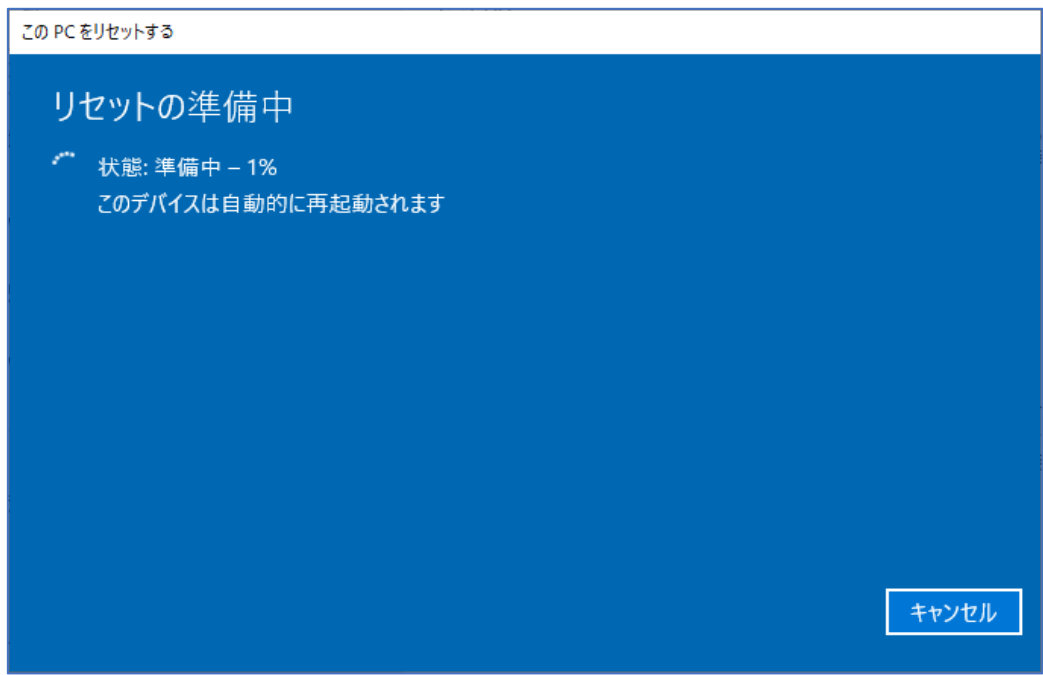 この PC をリセットする
リセットの準備中
状態: 準備中 – 1%
このデバイスは自動的に再起動されます
キャンセル